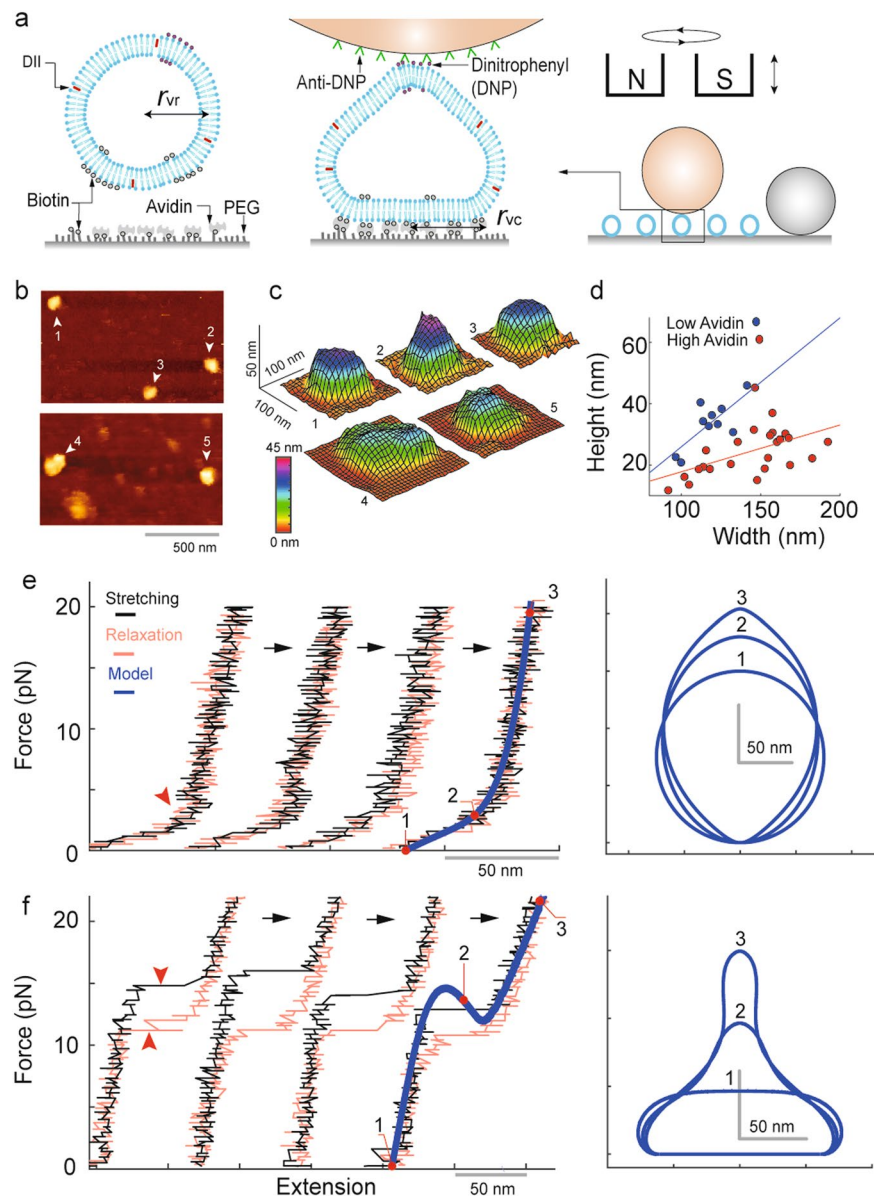 a
DII
r vr
Biotin
Avidin
PEG
Anti-DNP
Dinitrophenyl
(DNP)
r vc
N
S
b
1
2
3
4
5
500 nm
c
50 nm
100 nm
100 nm
1
2
3
4
5
45 nm
0 nm
d
Low Avidin
High Avidin
Height (nm)
60
40
20
100
150
200
Width (nm)
e
Stretching
Relaxation
Model
Force (pN)
20
10
0
1
2
3
50 nm
3
2
1
50 nm
f
Force (pN)
20
10
0
1
2
3
Extension
50 nm
3
2
1
50 nm